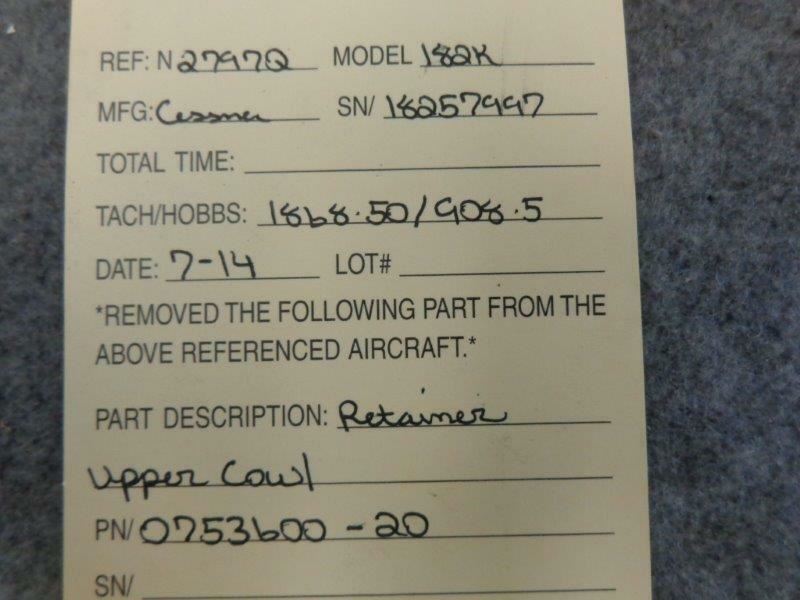 REF: N 2797Q MODEL 182K
MFG: Cessna SN/ 18257997
TOTAL TIME:
TACH/HOBBS: 1868.50/908.5
DATE: 7-14 LOT#
*REMOVED THE FOLLOWING PART FROM THE
ABOVE REFERENCED AIRCRAFT.*
PART DESCRIPTION: Retainer
Upper Cowl
PN/ 0753600-20
SN/